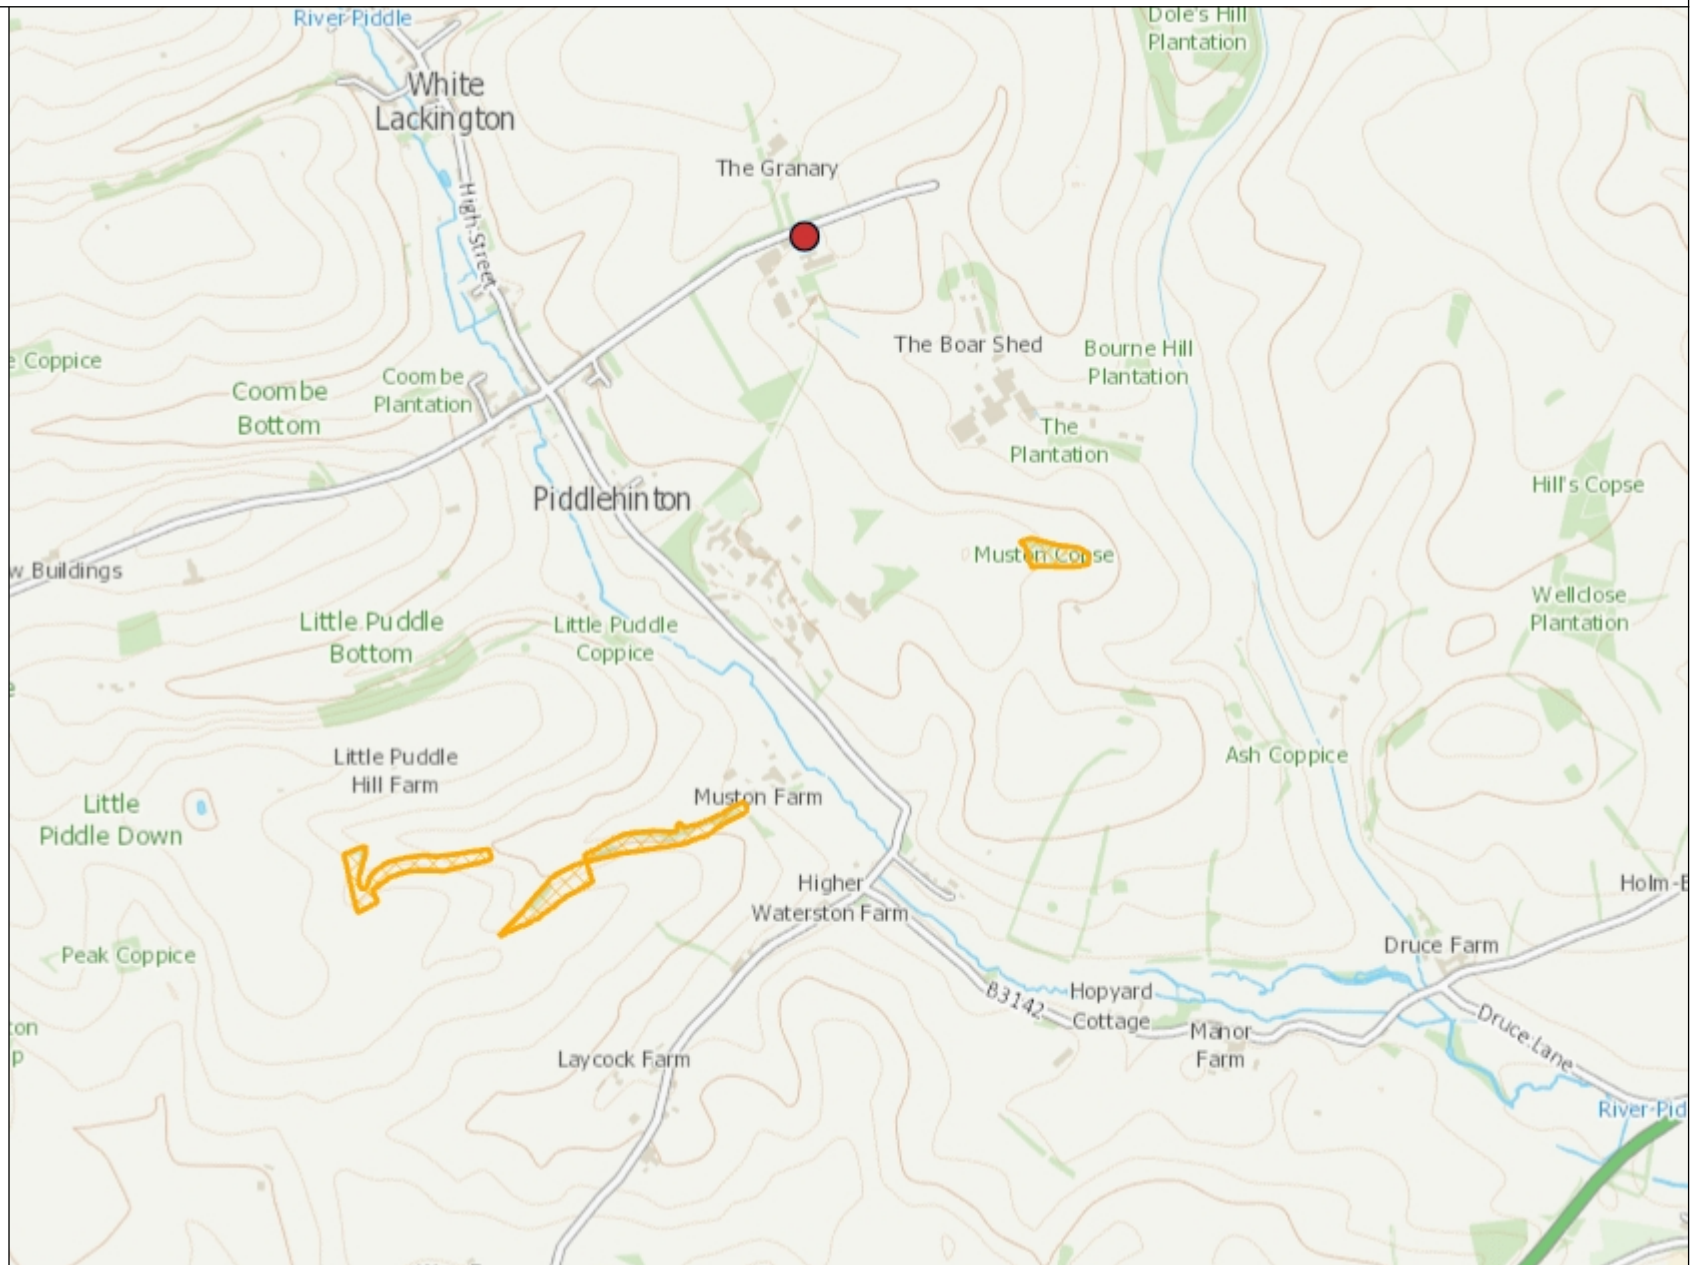 River Piddle
Dole's Hill
Plantation
White
Lackington
The Granary
High Street
e Coppice
Coombe
Bottom
Coombe
Plantation
The Boar Shed
Bourne Hill
Plantation
The
Plantation
Hill's Copse
Piddlehinton
Muston Copse
w Buildings
Wellclose
Plantation
Little Puddle
Bottom
Little Puddle
Coppice
Little Puddle
Hill Farm
Ash Coppice
Little
Piddle Down
Muston Farm
Higher
Waterston Farm
Holm-E
Peak Coppice
Druce Farm
B3142
Hopyard
Cottage
Manor
Farm
Druce Lane
ton
p
Laycock Farm
River Pid